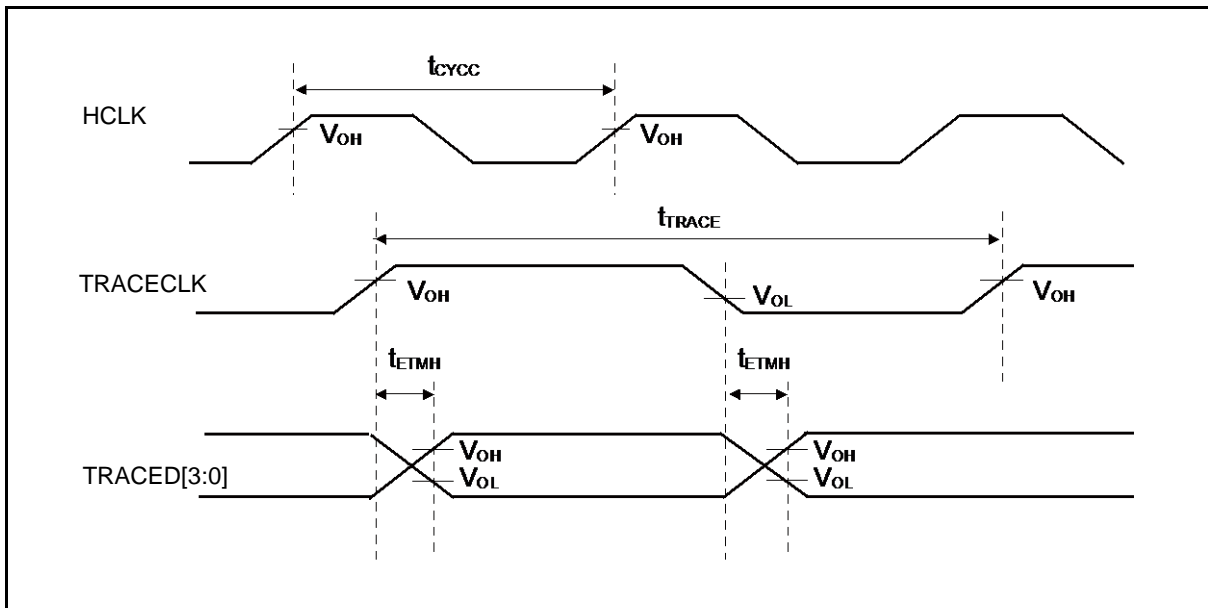 tCYCC
HCLK
VOH
VOH
tTRACE
TRACECLK
VOH
VOL
VOH
tETMH
tETMH
VOH
VOH
TRACED[3:0]
VOL
VOL